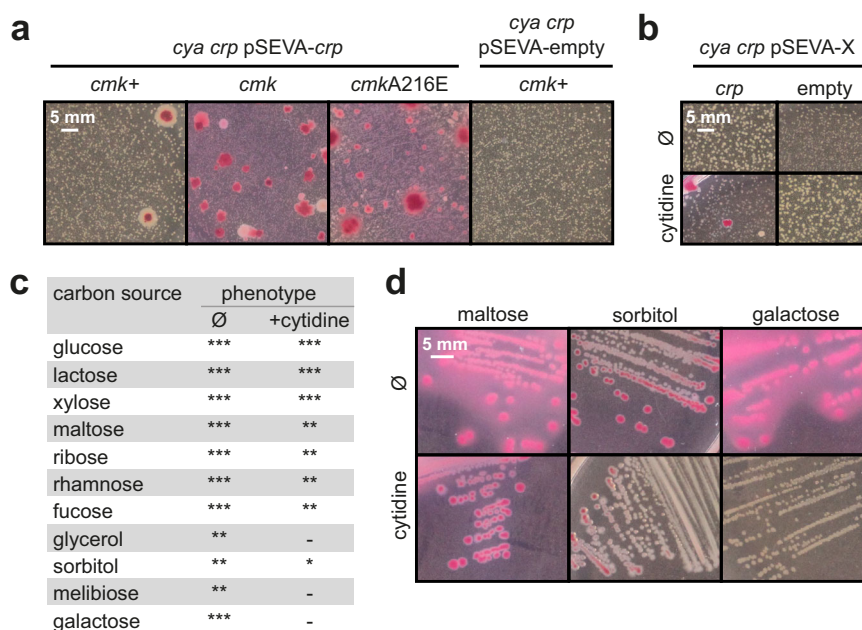 a
cya crp pSEVA-crp
cya crp
pSEVA-empty
cmk+ cmk cmkA216E cmk+
5 mm
b
cya crp pSEVA-X
crp empty
5 mm
Ø
cytidine
c
carbon source phenotype
Ø +cytidine
glucose *** ***
lactose *** ***
xylose *** ***
maltose *** **
ribose *** **
rhamnose *** **
fucose *** **
glycerol ** -
sorbitol ** *
melibiose ** -
galactose *** -
d
maltose sorbitol galactose
5 mm
Ø
cytidine